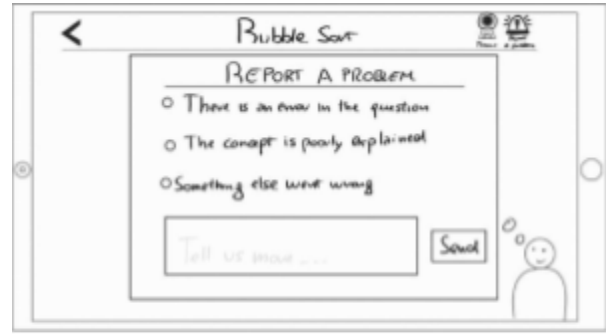 Bubble Sort
REPORT A PROBLEM
There is an error in the question
The concept is poorly explained
Something else went wrong
Tell us more ...
Send